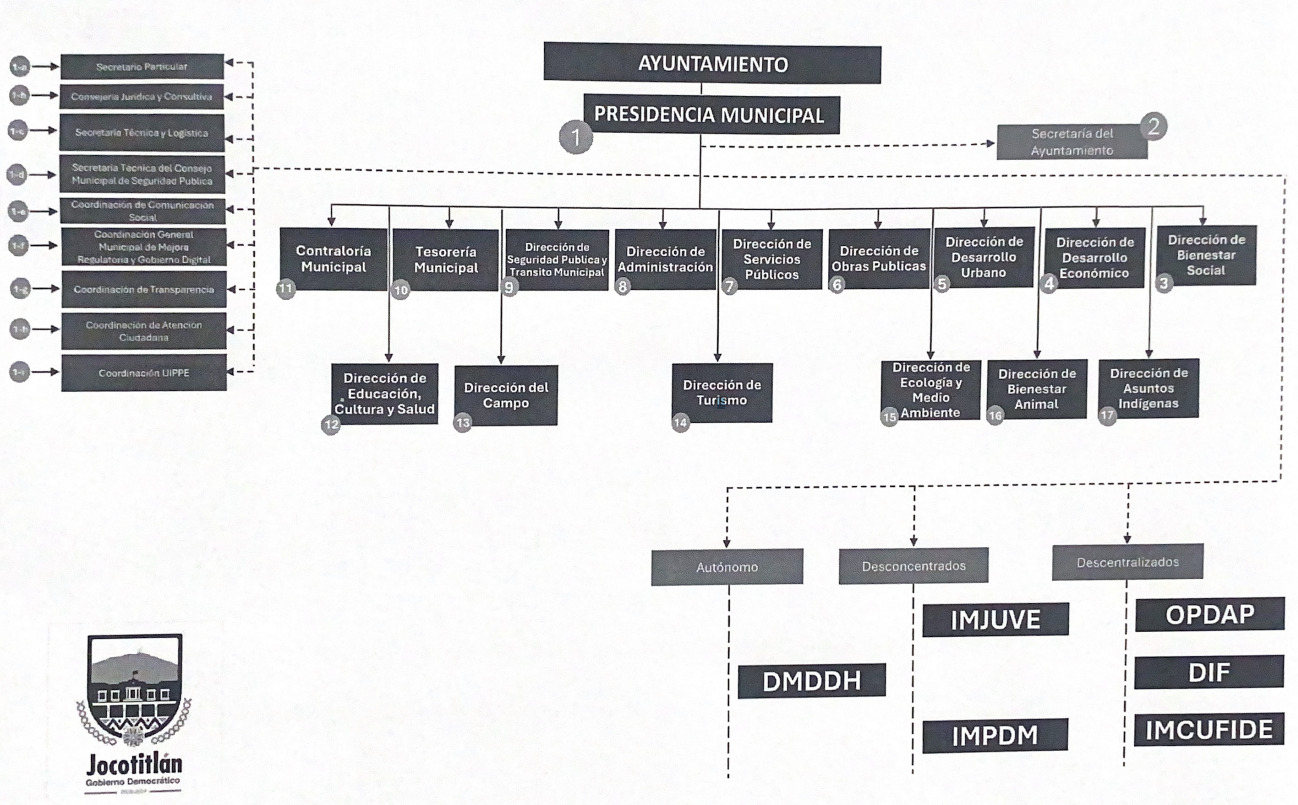 AYUNTAMIENTO
PRESIDENCIA MUNICIPAL
1
Secretaría del
Ayuntamiento
2
1-a
Secretario Particular
1-b
Consejería Jurídica y Consultiva
1-c
Secretaría Técnica y Logística
1-d
Secretaría Técnica del Consejo
Municipal de Seguridad Publica
1-e
Coordinación de Comunicación
Social
1-f
Coordinación General
Municipal de Mejora
Regulatoria y Gobierno Digital
1-g
Coordinación de Transparencia
1-h
Coordinación de Atención
Ciudadana
1-i
Coordinación UIPPE
Contraloría
Municipal
11
Tesorería
Municipal
10
Dirección de
Seguridad Publica y
Transito Municipal
9
Dirección de
Administración
8
Dirección de
Servicios
Públicos
7
Dirección de
Obras Publicas
6
Dirección de
Desarrollo
Urbano
5
Dirección de
Desarrollo
Económico
4
Dirección de
Bienestar
Social
3
Dirección de
Educación,
Cultura y Salud
12
Dirección del
Campo
13
Dirección de
Turismo
14
Dirección de
Ecología y
Medio
Ambiente
15
Dirección de
Bienestar
Animal
16
Dirección de
Asuntos
Indígenas
17
Autónomo
Desconcentrados
Descentralizados
DMDDH
IMJUVE
IMPDM
OPDAP
DIF
IMCUFIDE
Jocotitlán
Gobierno Democrático